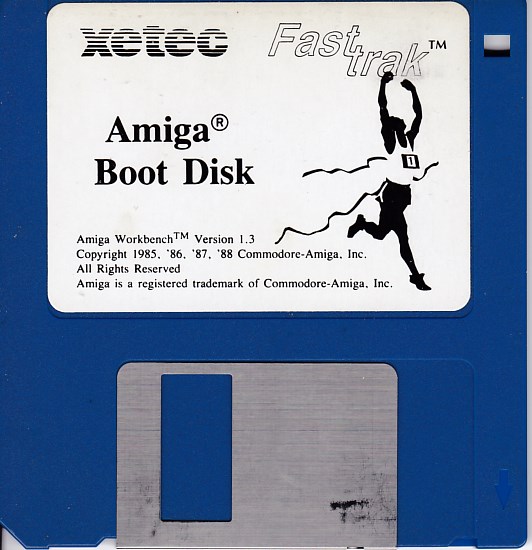 xetec
Fast
trak™
Amiga®
Boot Disk
1
Amiga Workbench™ Version 1.3
Copyright 1985, '86, '87, '88 Commodore-Amiga, Inc.
All Rights Reserved
Amiga is a registered trademark of Commodore-Amiga, Inc.